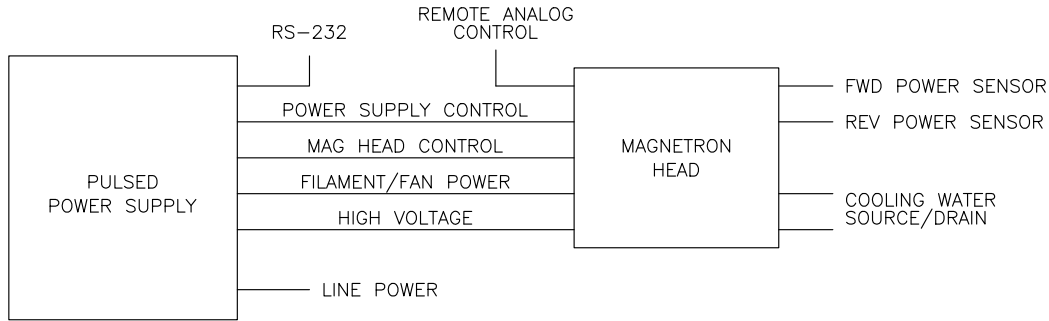 REMOTE ANALOG
CONTROL
RS-232
FWD POWER SENSOR
POWER SUPPLY CONTROL
REV POWER SENSOR
MAG HEAD CONTROL
MAGNETRON
HEAD
PULSED
POWER SUPPLY
FILAMENT/FAN POWER
COOLING WATER
SOURCE/DRAIN
HIGH VOLTAGE
LINE POWER